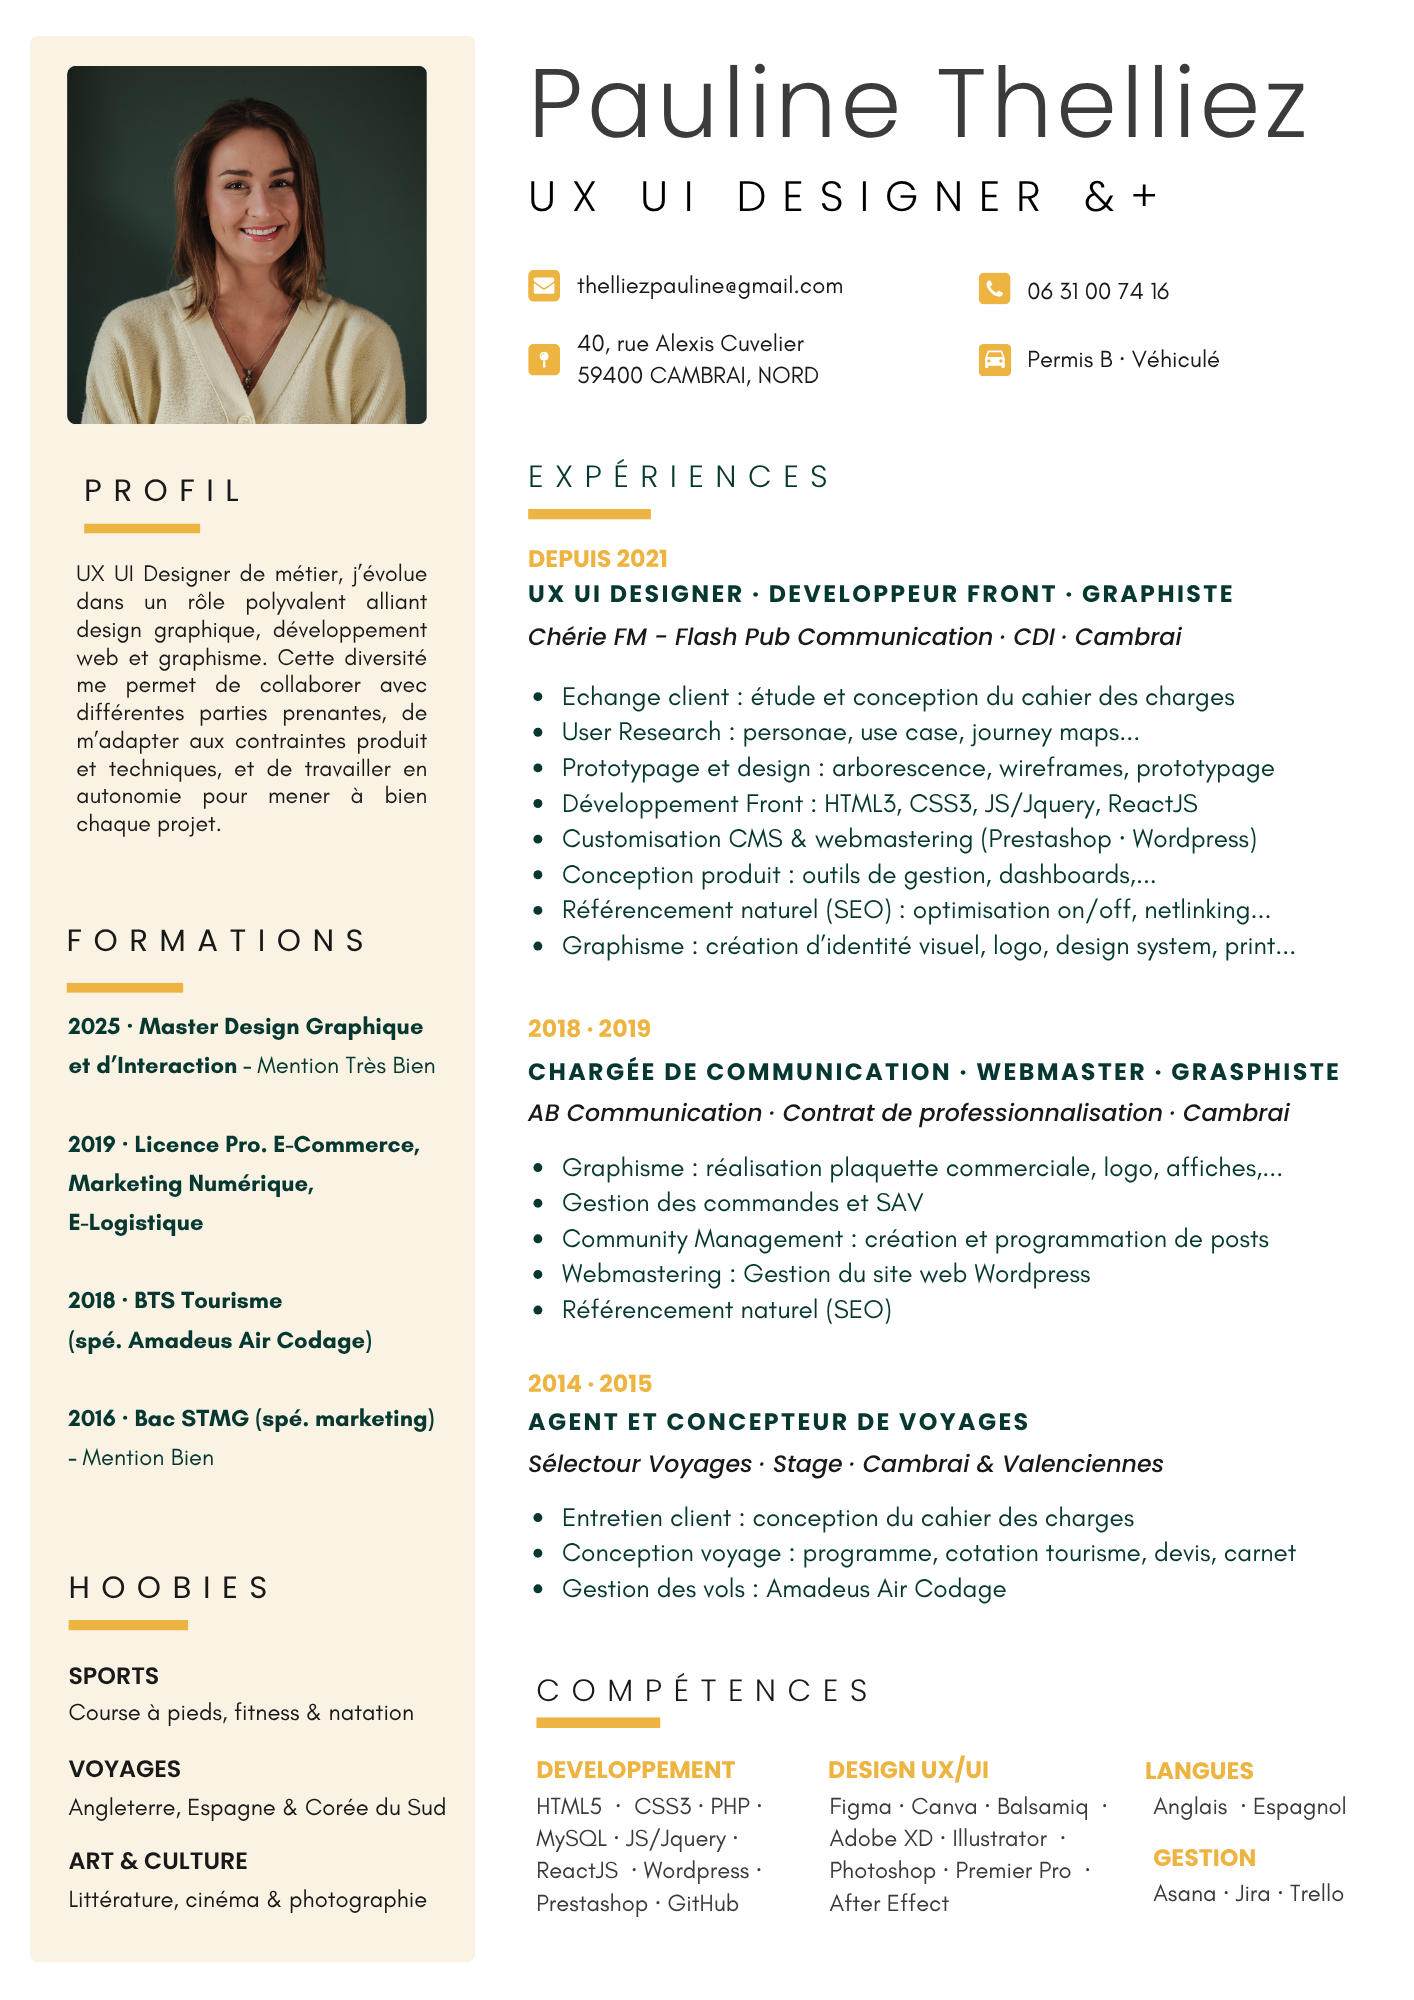 Pauline Thelliez
UX UI DESIGNER &+
thelliezpauline@gmail.com
06 31 00 74 16
40, rue Alexis Cuvelier
59400 CAMBRAI, NORD
Permis B · Véhiculé
PROFIL
UX UI Designer de métier, j’évolue
dans un rôle polyvalent alliant
design graphique, développement
web et graphisme. Cette diversité
me permet de collaborer avec
différentes parties prenantes, de
m’adapter aux contraintes produit
et techniques, et de travailler en
autonomie pour mener à bien
chaque projet.
FORMATIONS
2025 · Master Design Graphique
et d’Interaction - Mention Très Bien
2019 · Licence Pro. E-Commerce,
Marketing Numérique,
E-Logistique
2018 · BTS Tourisme
(spé. Amadeus Air Codage)
2016 · Bac STMG (spé. marketing)
- Mention Bien
HOOBIES
SPORTS
Course à pieds, fitness & natation
VOYAGES
Angleterre, Espagne & Corée du Sud
ART & CULTURE
Littérature, cinéma & photographie
EXPÉRIENCES
DEPUIS 2021
UX UI DESIGNER · DEVELOPPEUR FRONT · GRAPHISTE
Chérie FM - Flash Pub Communication · CDI · Cambrai
• Echange client : étude et conception du cahier des charges
• User Research : personae, use case, journey maps...
• Prototypage et design : arborescence, wireframes, prototypage
• Développement Front : HTML3, CSS3, JS/Jquery, ReactJS
• Customisation CMS & webmastering (Prestashop · Wordpress)
• Conception produit : outils de gestion, dashboards,...
• Référencement naturel (SEO) : optimisation on/off, netlinking...
• Graphisme : création d’identité visuel, logo, design system, print...
2018 · 2019
CHARGÉE DE COMMUNICATION · WEBMASTER · GRASPHISTE
AB Communication · Contrat de professionnalisation · Cambrai
• Graphisme : réalisation plaquette commerciale, logo, affiches,...
• Gestion des commandes et SAV
• Community Management : création et programmation de posts
• Webmastering : Gestion du site web Wordpress
• Référencement naturel (SEO)
2014 · 2015
AGENT ET CONCEPTEUR DE VOYAGES
Sélectour Voyages · Stage · Cambrai & Valenciennes
• Entretien client : conception du cahier des charges
• Conception voyage : programme, cotation tourisme, devis, carnet
• Gestion des vols : Amadeus Air Codage
COMPÉTENCES
DEVELOPPEMENT
HTML5 · CSS3 · PHP ·
MySQL · JS/Jquery ·
ReactJS · Wordpress ·
Prestashop · GitHub
DESIGN UX/UI
Figma · Canva · Balsamiq ·
Adobe XD · Illustrator ·
Photoshop · Premier Pro ·
After Effect
LANGUES
Anglais · Espagnol
GESTION
Asana · Jira · Trello